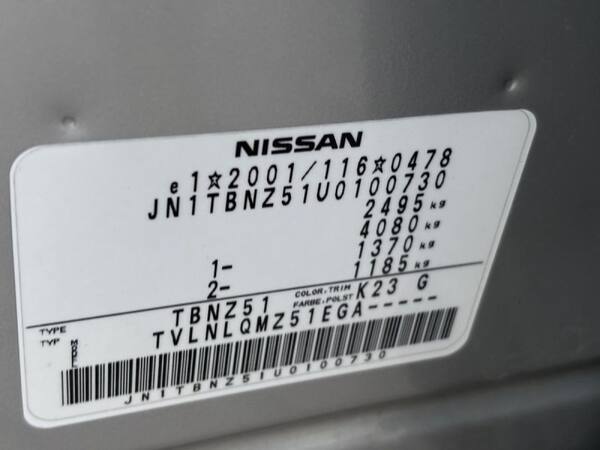 NISSAN
e1☆2001/116☆0478
JN1TBNZ51U0100730
2495 kg
4080 kg
1- 1370 kg
2- 1185 kg
TYPE TBNZ51 COLOR.TRIM K23 G
TYP FARBE.POLST
MODEL TVLNLQMZ51EGA-----
JN1TBNZ51U0100730